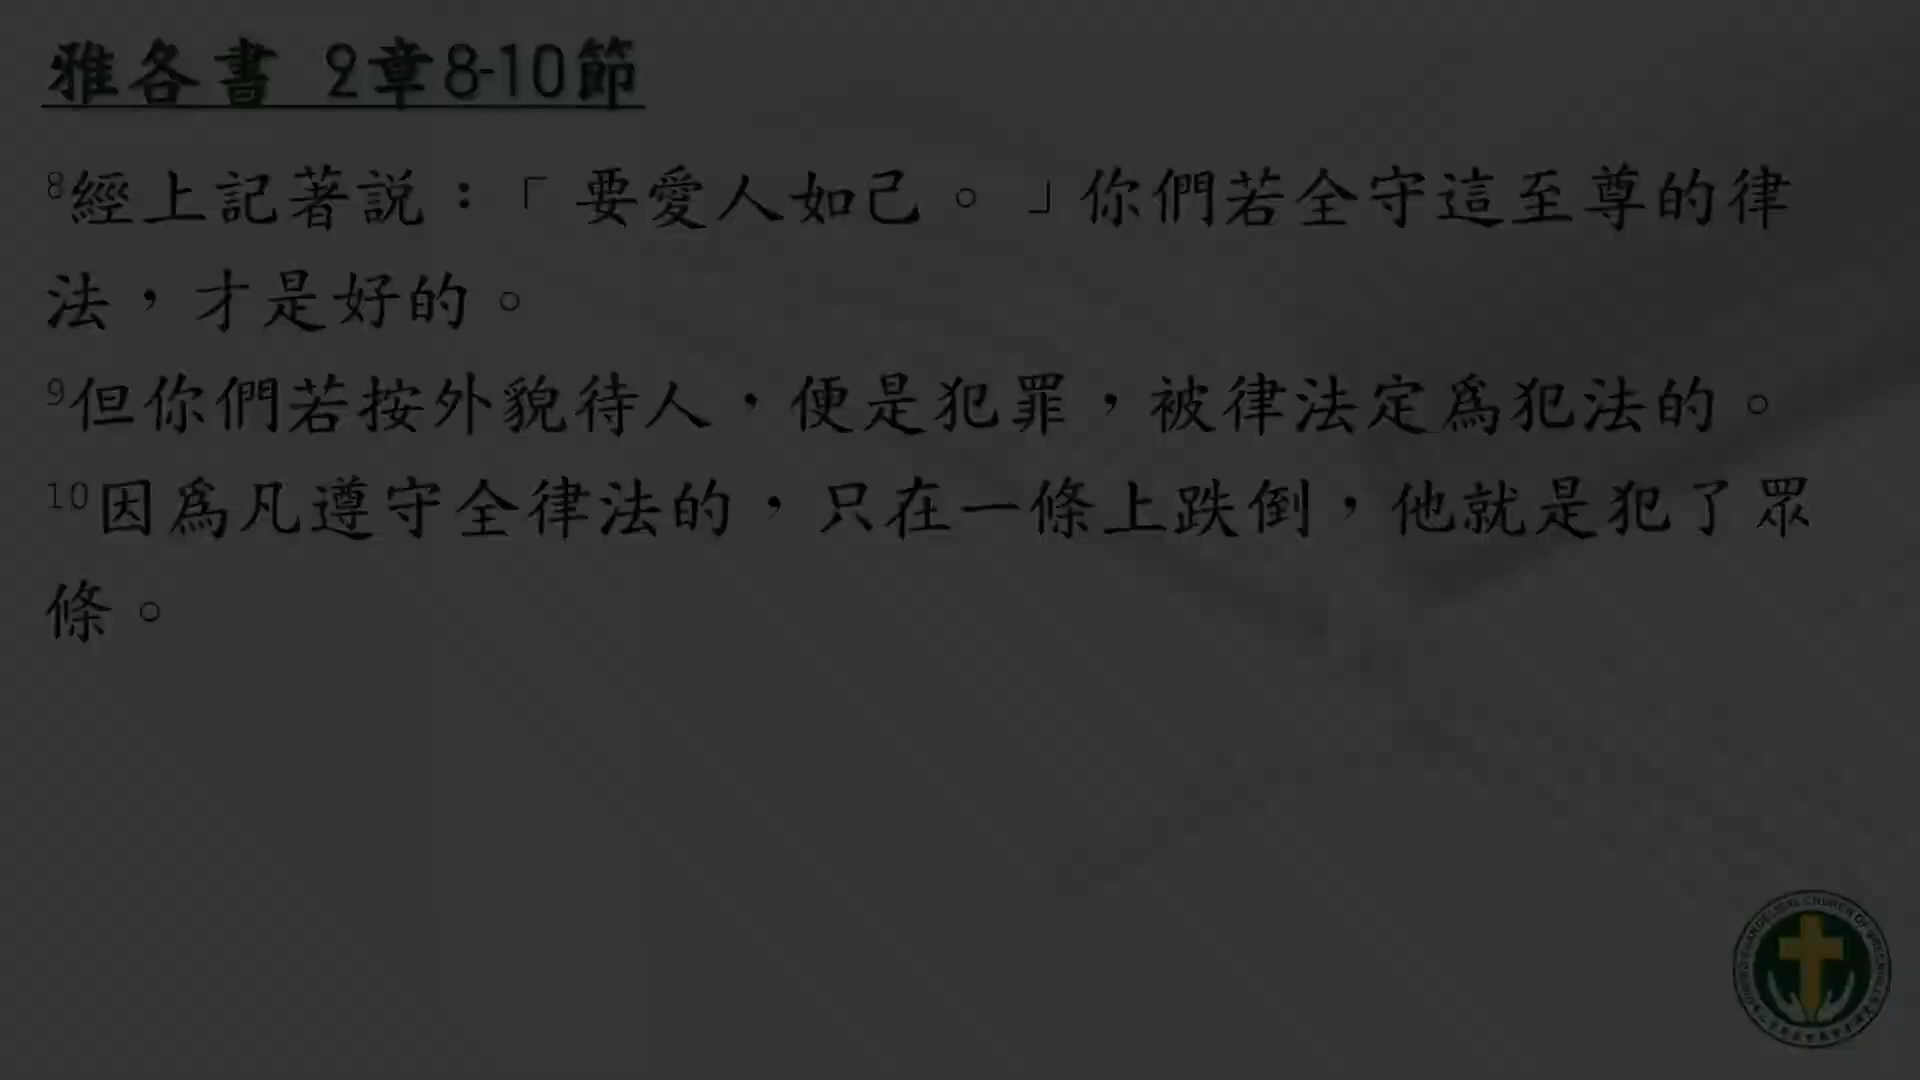 雅各書 2章8-10節
8經上記著説：「要愛人如己。」你們若全守這至尊的律
法，才是好的。
9但你們若按外貌待人，便是犯罪，被律法定爲犯法的。
10因爲凡遵守全律法的，只在一條上跌倒，他就是犯了眾
條。